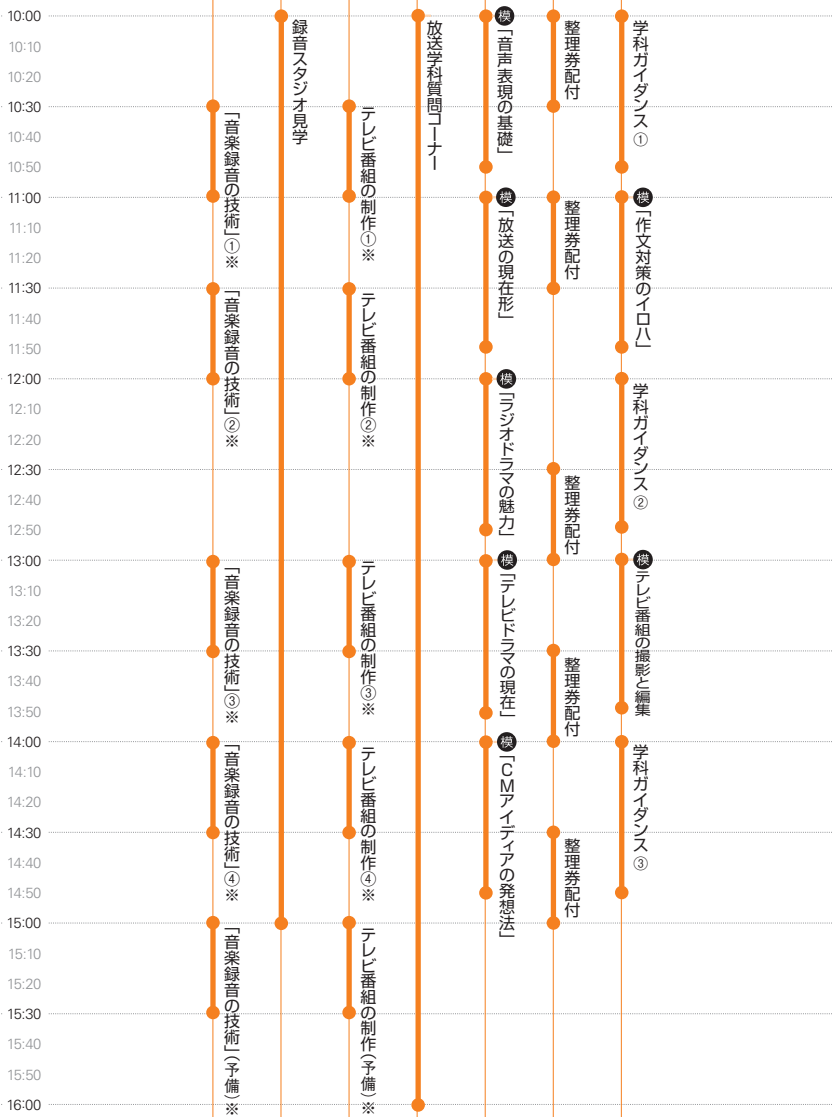 10:00
10:10
10:20
10:30
10:40
10:50
11:00
11:10
11:20
11:30
11:40
11:50
12:00
12:10
12:20
12:30
12:40
12:50
13:00
13:10
13:20
13:30
13:40
13:50
14:00
14:10
14:20
14:30
14:40
14:50
15:00
15:10
15:20
15:30
15:40
15:50
16:00
学科ガイダンス①
模「作文対策のイロハ」
学科ガイダンス②
模 テレビ番組の撮影と編集
学科ガイダンス③
整理券配付
整理券配付
整理券配付
整理券配付
整理券配付
模「音声表現の基礎」
模「放送の現在形」
模「ラジオドラマの魅力」
模「テレビドラマの現在」
模「CMアイディアの発想法」
放送学科質問コーナー
テレビ番組の制作①※
テレビ番組の制作②※
テレビ番組の制作③※
テレビ番組の制作④※
テレビ番組の制作(予備)※
録音スタジオ見学
「音楽録音の技術」①※
「音楽録音の技術」②※
「音楽録音の技術」③※
「音楽録音の技術」④※
「音楽録音の技術」(予備)※